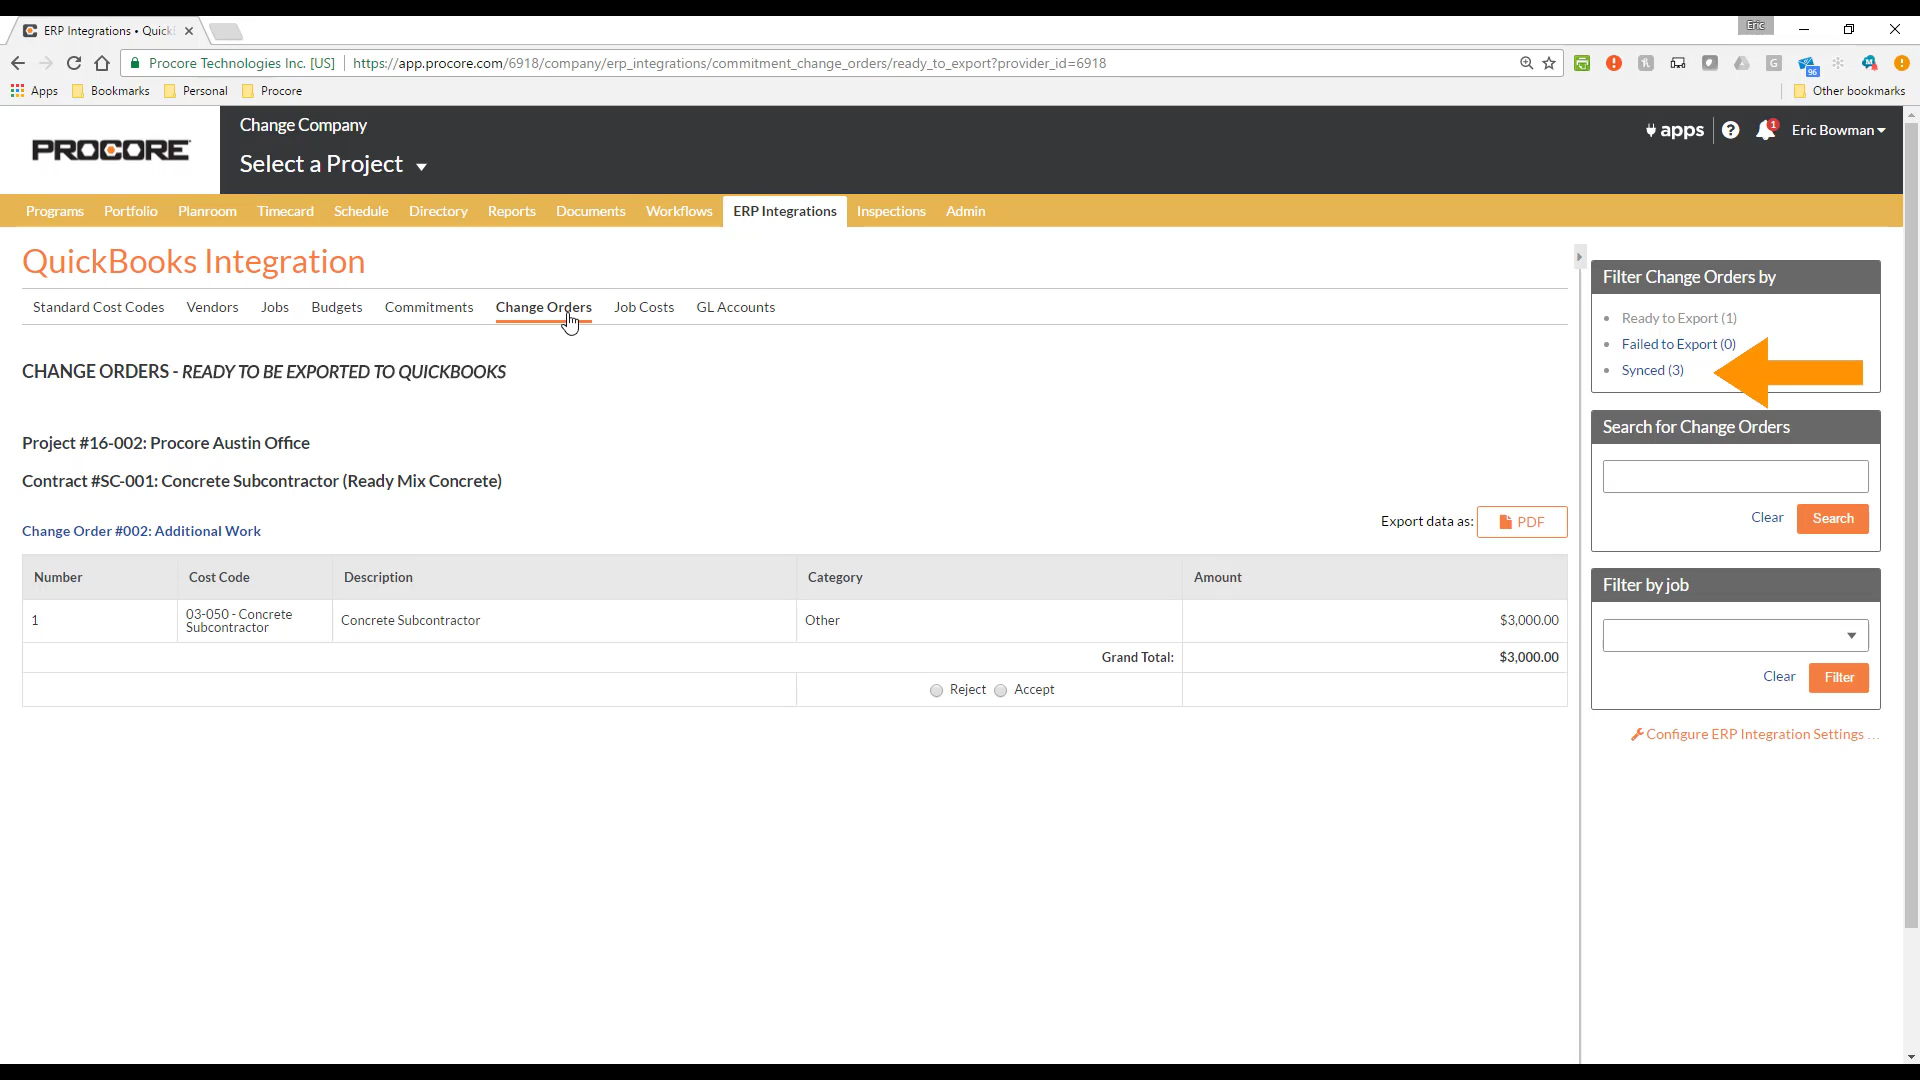 ERP Integrations • Quick
Eric
Procore Technologies Inc. [US] https://app.procore.com/6918/company/erp_integrations/commitment_change_orders/ready_to_export?provider_id=6918
96
Apps Bookmarks Personal Procore Other bookmarks
PROCORE
Change Company
Select a Project
apps 1 Eric Bowman
Programs Portfolio Planroom Timecard Schedule Directory Reports Documents Workflows ERP Integrations Inspections Admin
QuickBooks Integration
Standard Cost Codes Vendors Jobs Budgets Commitments Change Orders Job Costs GL Accounts
CHANGE ORDERS - READY TO BE EXPORTED TO QUICKBOOKS
Project #16-002: Procore Austin Office
Contract #SC-001: Concrete Subcontractor (Ready Mix Concrete)
Change Order #002: Additional Work
Export data as: PDF
Number Cost Code Description Category Amount
1 03-050 - Concrete Subcontractor Concrete Subcontractor Other $3,000.00
Grand Total: $3,000.00
Reject Accept
Filter Change Orders by
Ready to Export (1)
Failed to Export (0)
Synced (3)
Search for Change Orders
Clear Search
Filter by job
Clear Filter
Configure ERP Integration Settings ...